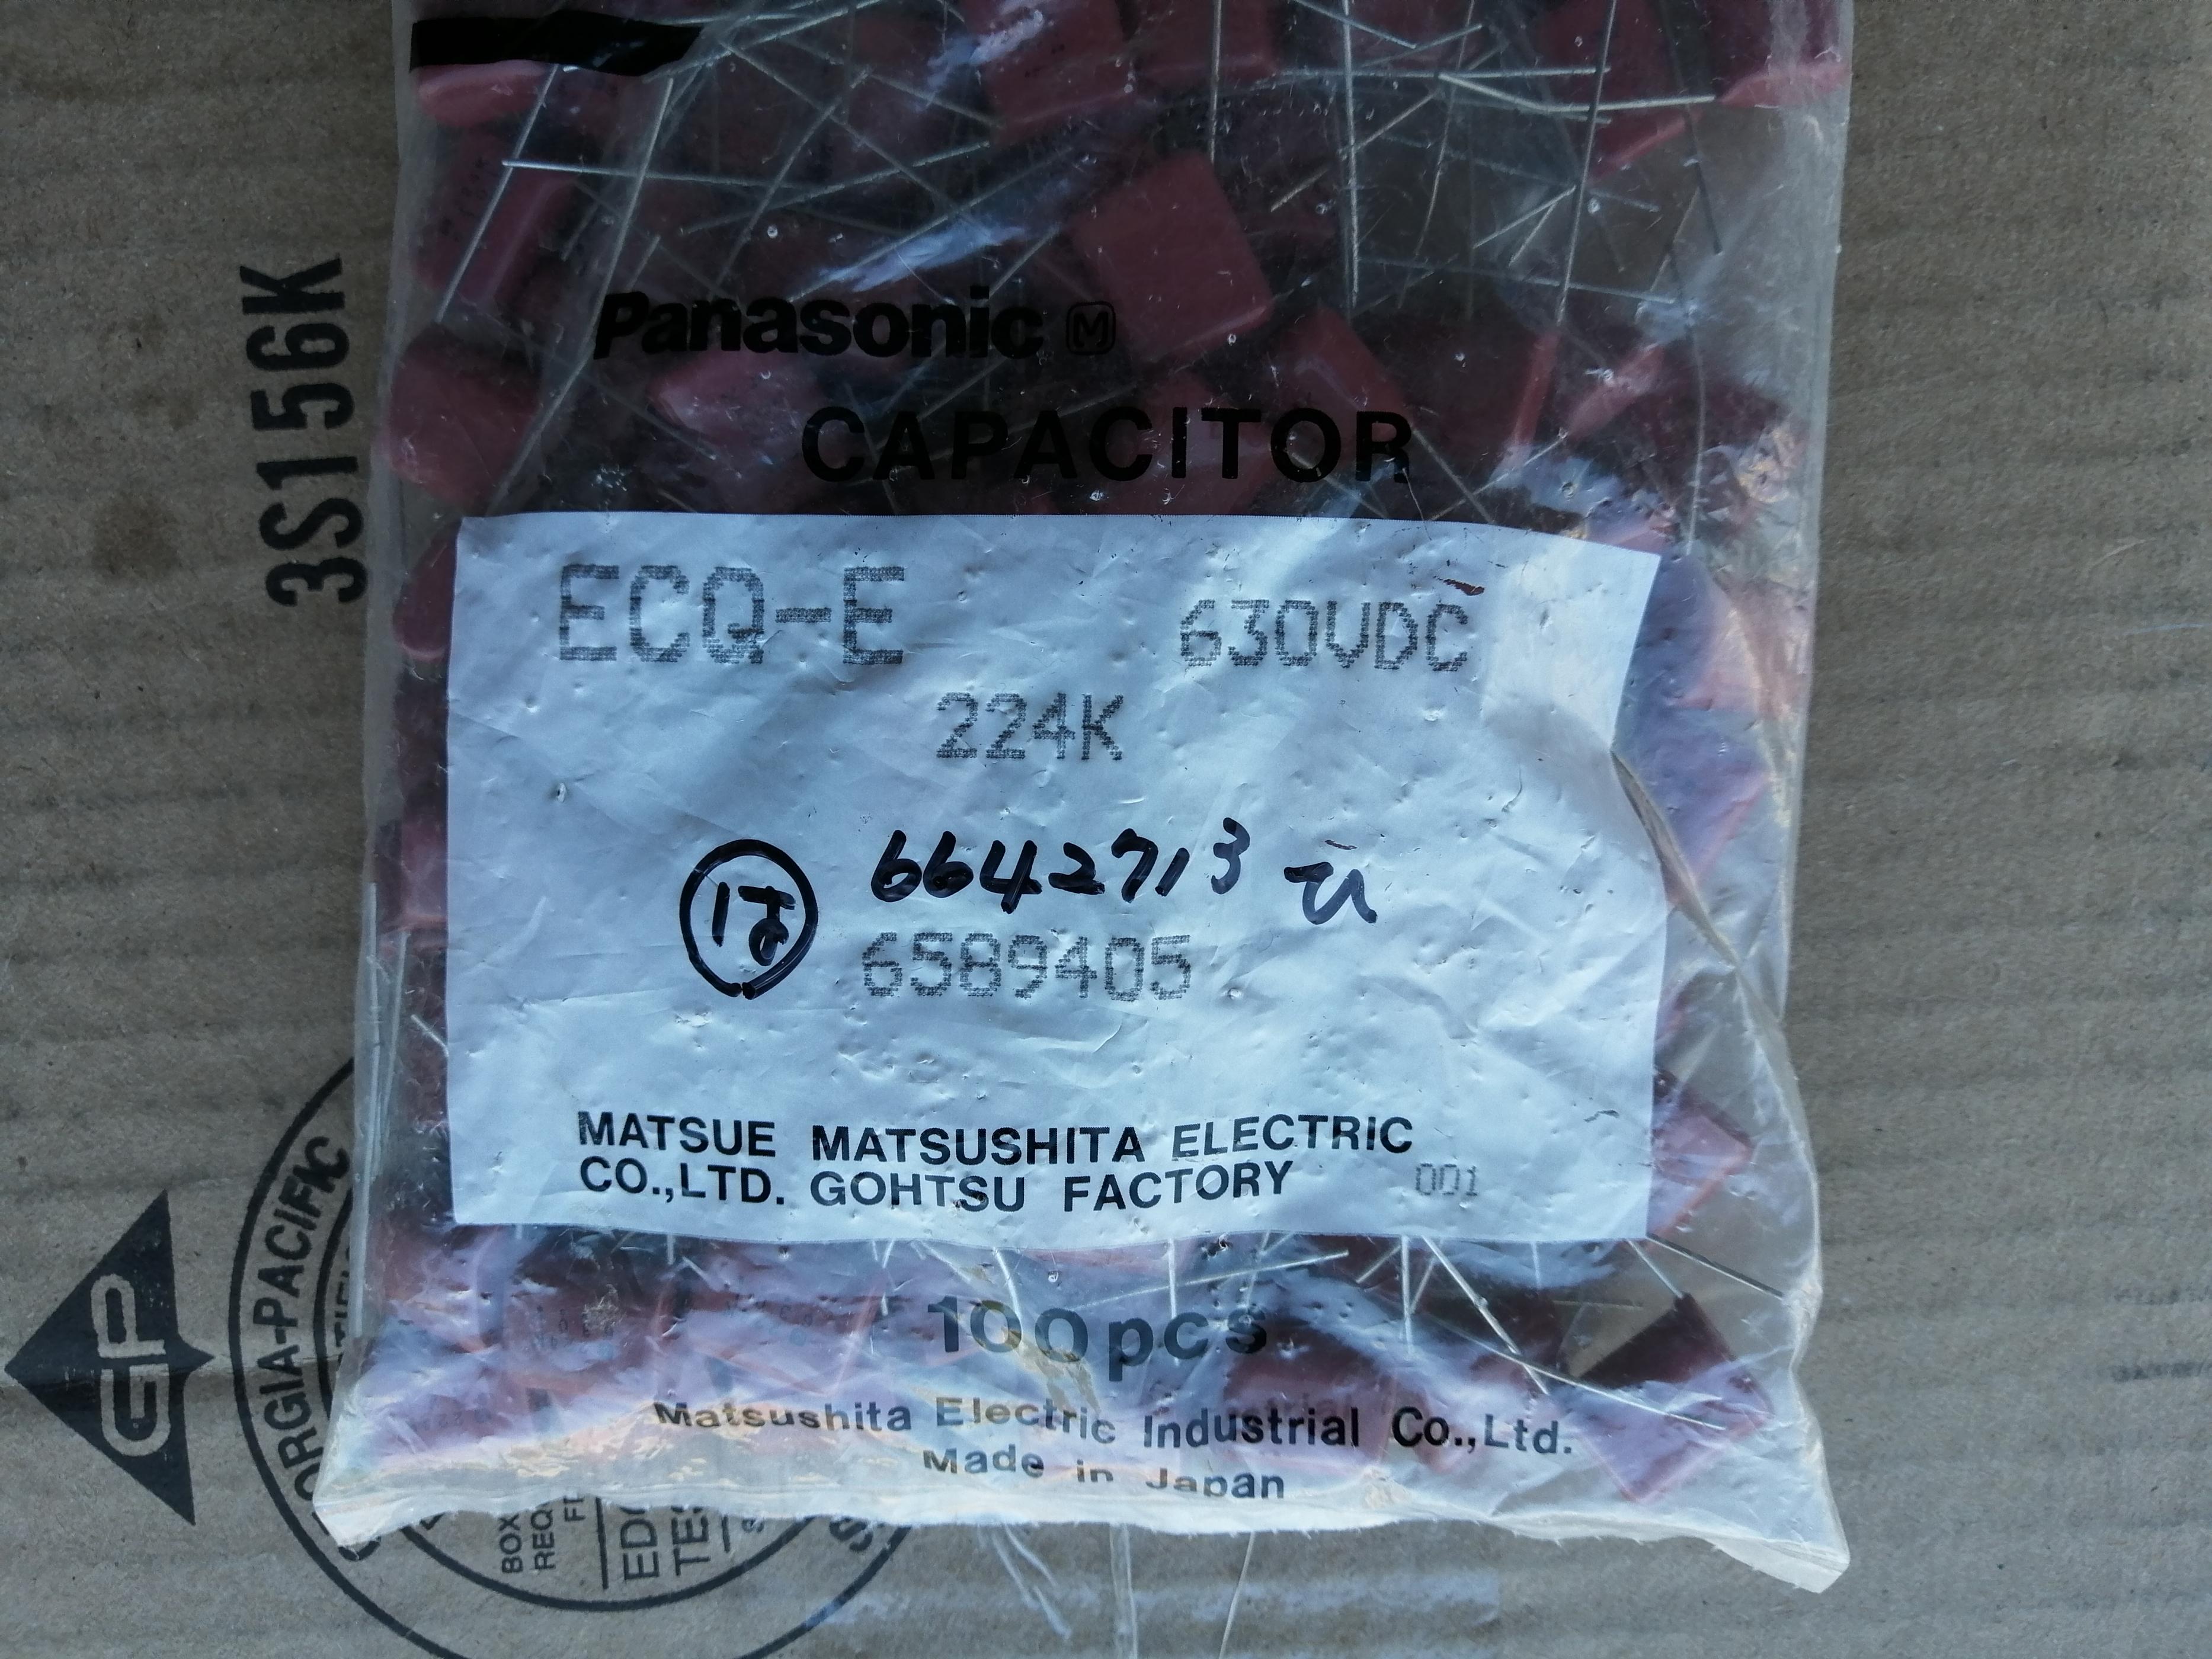 Panasonic M
CAPACITOR
ECQ-E 630VDC
224K
6642713
6589405
MATSUE MATSUSHITA ELECTRIC
CO.,LTD. GOHTSU FACTORY 001
100pcs
Matsushita Electric Industrial Co.,Ltd.
Made in Japan
3S156K
GP
GEORGIA-PACIFIC
BOX